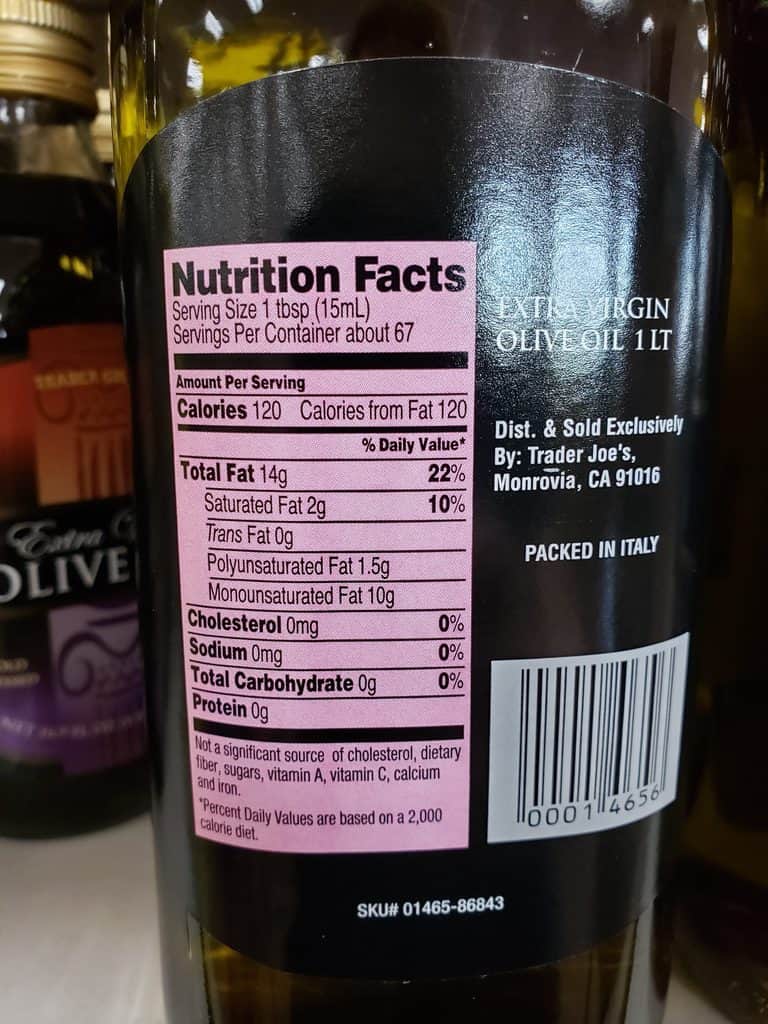 Nutrition Facts
Serving Size 1 tbsp (15mL)
Servings Per Container about 67
Amount Per Serving
Calories 120 Calories from Fat 120
% Daily Value*
Total Fat 14g 22%
Saturated Fat 2g 10%
Trans Fat 0g
Polyunsaturated Fat 1.5g
Monounsaturated Fat 10g
Cholesterol 0mg 0%
Sodium 0mg 0%
Total Carbohydrate 0g 0%
Protein 0g
Not a significant source of cholesterol, dietary
fiber, sugars, vitamin A, vitamin C, calcium
and iron.
*Percent Daily Values are based on a 2,000
calorie diet.
EXTRA VIRGIN
OLIVE OIL 1 LT
Dist. & Sold Exclusively
By: Trader Joe's,
Monrovia, CA 91016
PACKED IN ITALY
0001 4656
SKU# 01465-86843
Extra
OLIVE